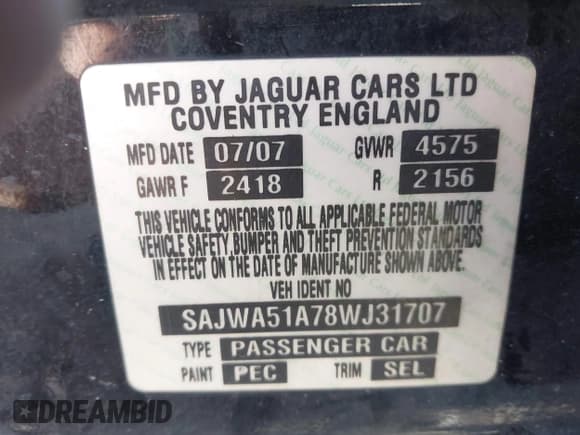 MFD BY JAGUAR CARS LTD
COVENTRY ENGLAND
MFD DATE 07/07 GVWR 4575
GAWR F 2418 R 2156
THIS VEHICLE CONFORMS TO ALL APPLICABLE FEDERAL MOTOR
VEHICLE SAFETY, BUMPER AND THEFT PREVENTION STANDARDS
IN EFFECT ON THE DATE OF MANUFACTURE SHOWN ABOVE.
VEH IDENT NO
SAJWA51A78WJ31707
TYPE PASSENGER CAR
PAINT PEC TRIM SEL
DREAMBID